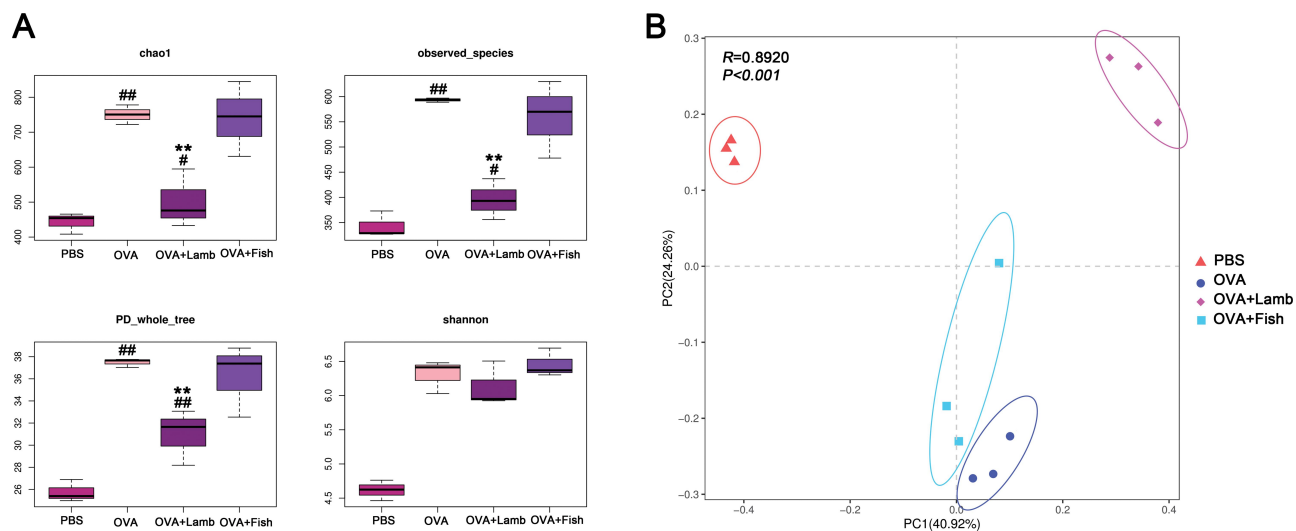 A
chao1
800
700
600
500
400
##
**
#
PBS
OVA
OVA+Lamb
OVA+Fish
observed_species
600
550
500
450
400
350
##
**
#
PBS
OVA
OVA+Lamb
OVA+Fish
PD_whole_tree
38
36
34
32
30
28
26
##
**
##
PBS
OVA
OVA+Lamb
OVA+Fish
shannon
6.5
6.0
5.5
5.0
4.5
PBS
OVA
OVA+Lamb
OVA+Fish
B
R=0.8920
P<0.001
0.3
0.2
0.1
0.0
−0.1
−0.2
−0.3
PC2(24.26%)
−0.4
−0.2
0.0
0.2
0.4
PC1(40.92%)
PBS
OVA
OVA+Lamb
OVA+Fish